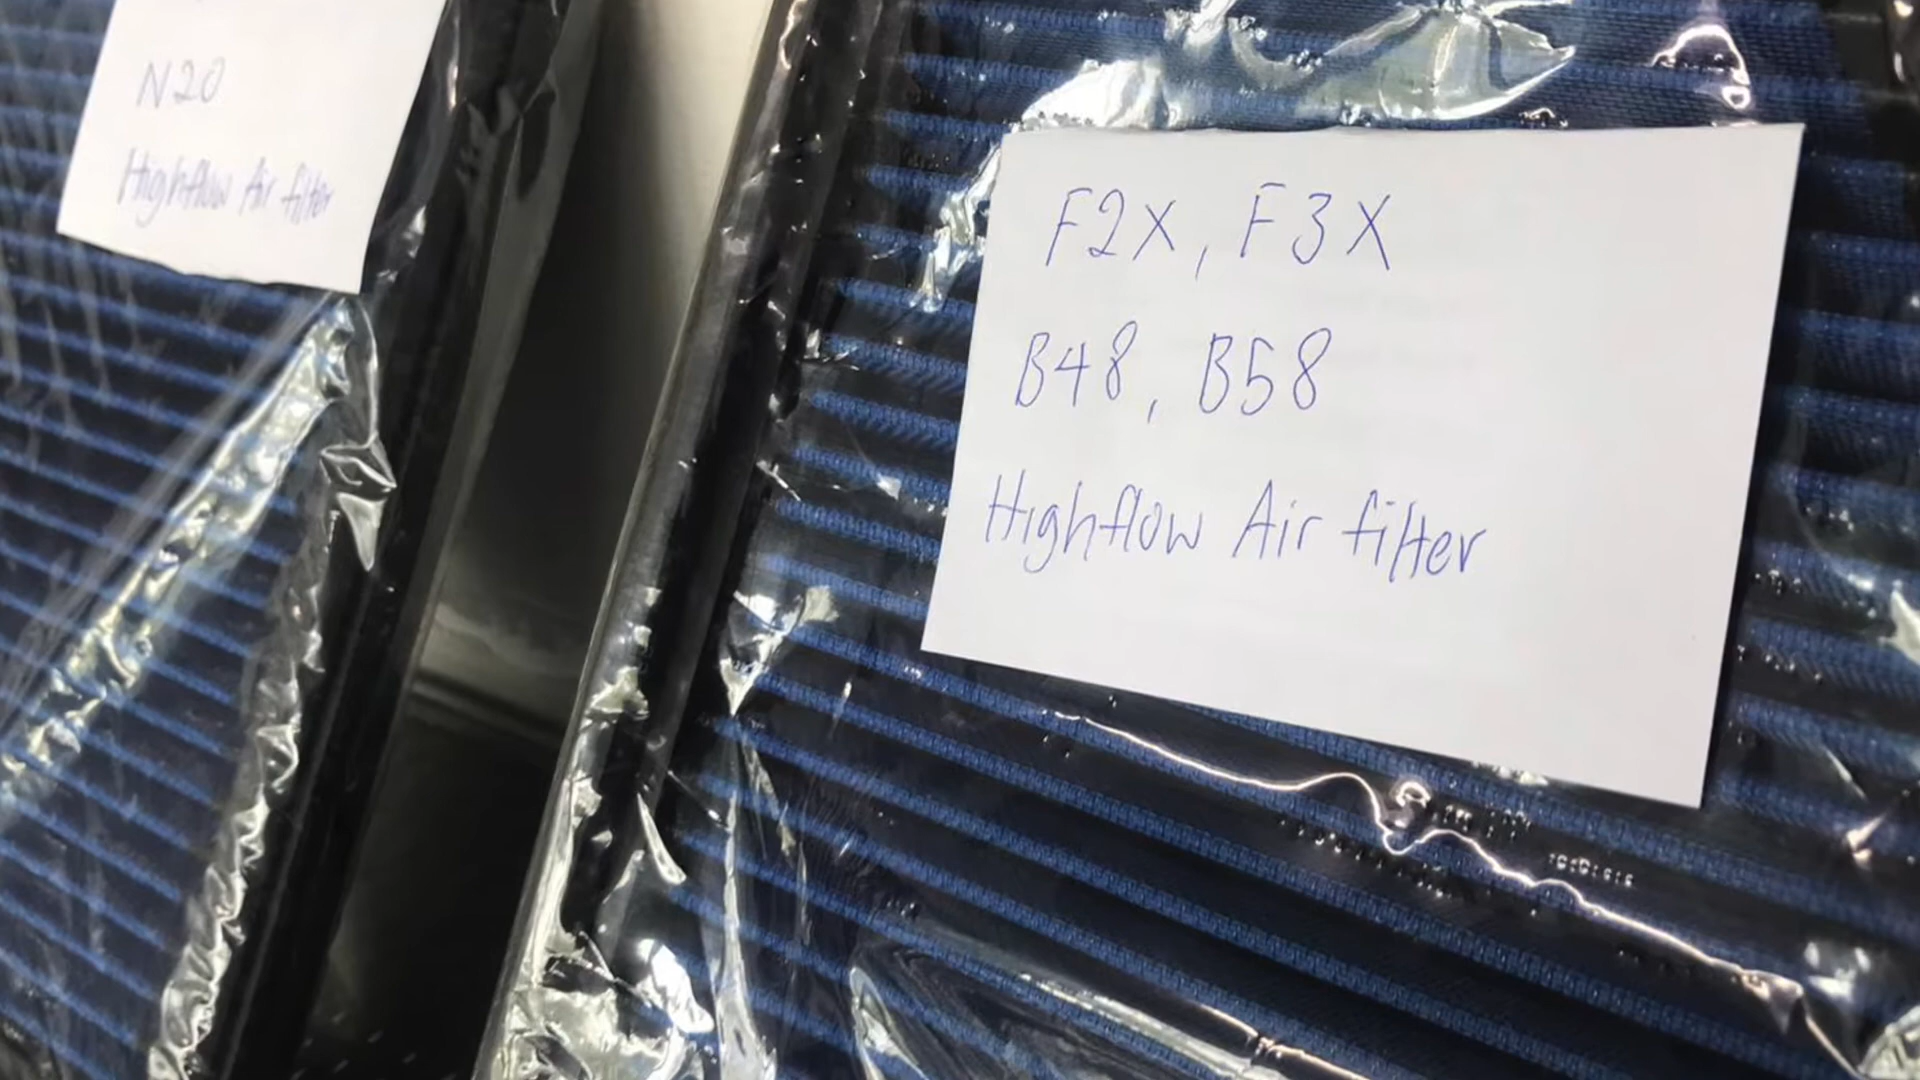 N20
Highflow Air filter
F2X, F3X
B48, B58
Highflow Air filter